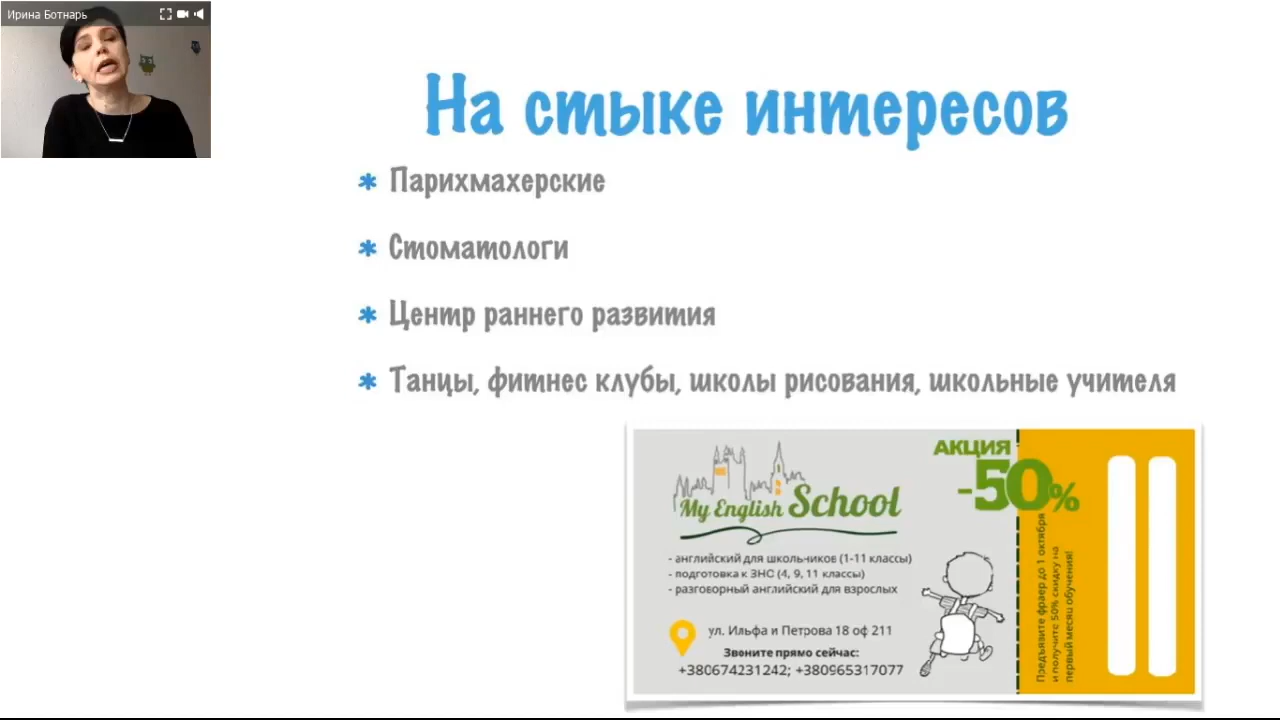 Ирина Ботнарь
На стыке интересов
* Парихмахерские
* Стоматологи
* Центр раннего развития
* Танцы, фитнес клубы, школы рисования, школьные учителя
АКЦИЯ
-50%
My English School
- английский для школьников (1-11 классы)
- подготовка к ЗНО (4, 9, 11 классы)
- разговорный английский для взрослых
ул. Ильфа и Петрова 18 оф 211
Звоните прямо сейчас:
+380674231242; +380965317077
Предъявите фраер до 1 октября
и получите 50% скидку на
первый месяц обучения!